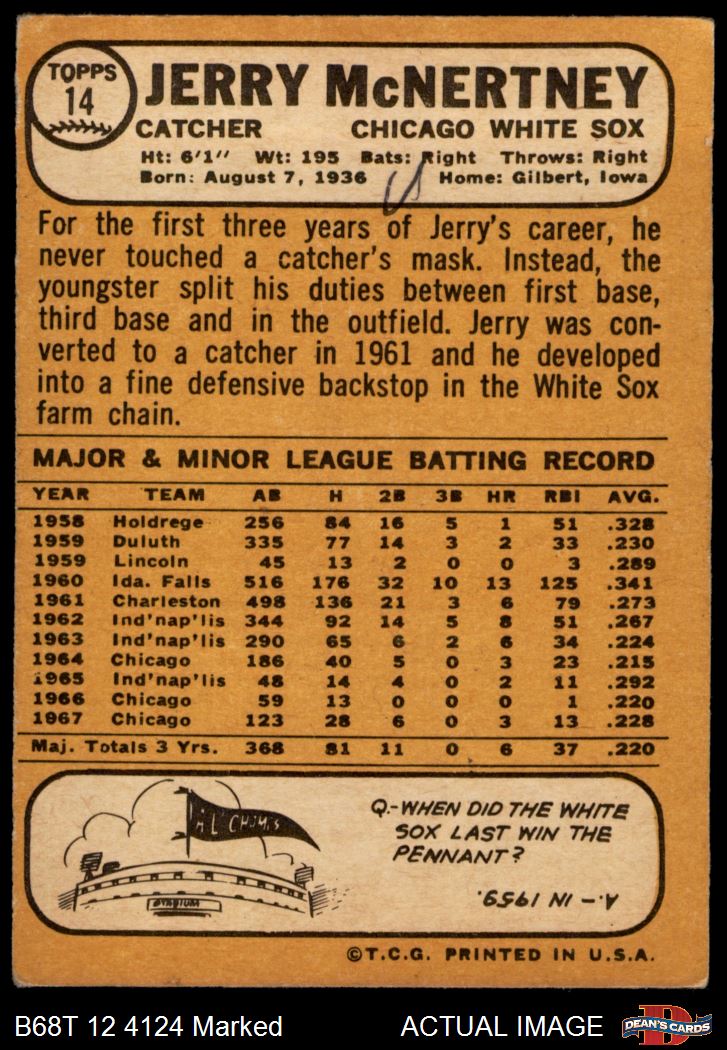 TOPPS
14
JERRY McNERTNEY
CATCHER CHICAGO WHITE SOX
Ht: 6'1" Wt: 195 Bats: Right Throws: Right
Born: August 7, 1936 Home: Gilbert, Iowa
For the first three years of Jerry's career, he
never touched a catcher's mask. Instead, the
youngster split his duties between first base,
third base and in the outfield. Jerry was con-
verted to a catcher in 1961 and he developed
into a fine defensive backstop in the White Sox
farm chain.
MAJOR & MINOR LEAGUE BATTING RECORD
YEAR TEAM AB H 2B 3B HR RBI AVG.
1958 Holdrege 256 84 16 5 1 51 .328
1959 Duluth 335 77 14 3 2 33 .230
1959 Lincoln 45 13 2 0 0 3 .289
1960 Ida. Falls 516 176 32 10 13 125 .341
1961 Charleston 498 136 21 3 6 79 .273
1962 Ind'nap'lis 344 92 14 5 8 51 .267
1963 Ind'nap'lis 290 65 6 2 6 34 .224
1964 Chicago 186 40 5 0 3 23 .215
1965 Ind'nap'lis 48 14 4 0 2 11 .292
1966 Chicago 59 13 0 0 0 1 .220
1967 Chicago 123 28 6 0 3 13 .228
Maj. Totals 3 Yrs. 368 81 11 0 6 37 .220
A L CHAMPS
STADIUM
Q.-WHEN DID THE WHITE
SOX LAST WIN THE
PENNANT?
A.-IN 1959.
©T.C.G. PRINTED IN U.S.A.
B68T 12 4124 Marked ACTUAL IMAGE
DEAN'S CARDS